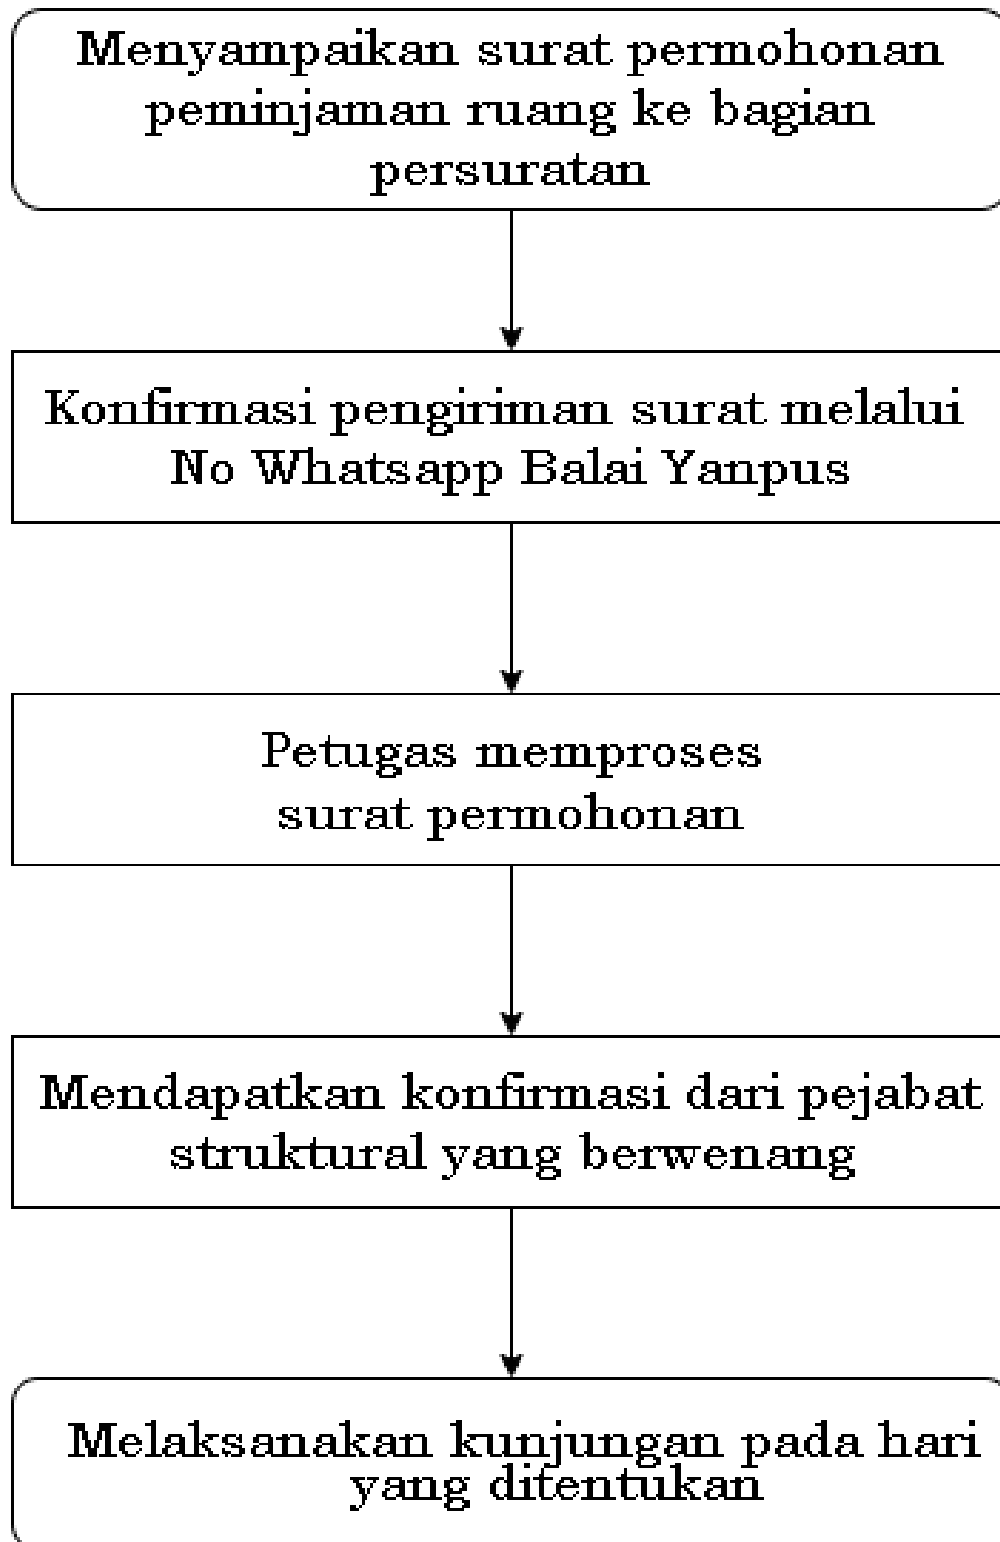 Menyampaikan surat permohonan
peminjaman ruang ke bagian
persuratan
Konfirmasi pengiriman surat melalui
No Whatsapp Balai Yanpus
Petugas memproses
surat permohonan
Mendapatkan konfirmasi dari pejabat
struktural yang berwenang
Melaksanakan kunjungan pada hari
yang ditentukan